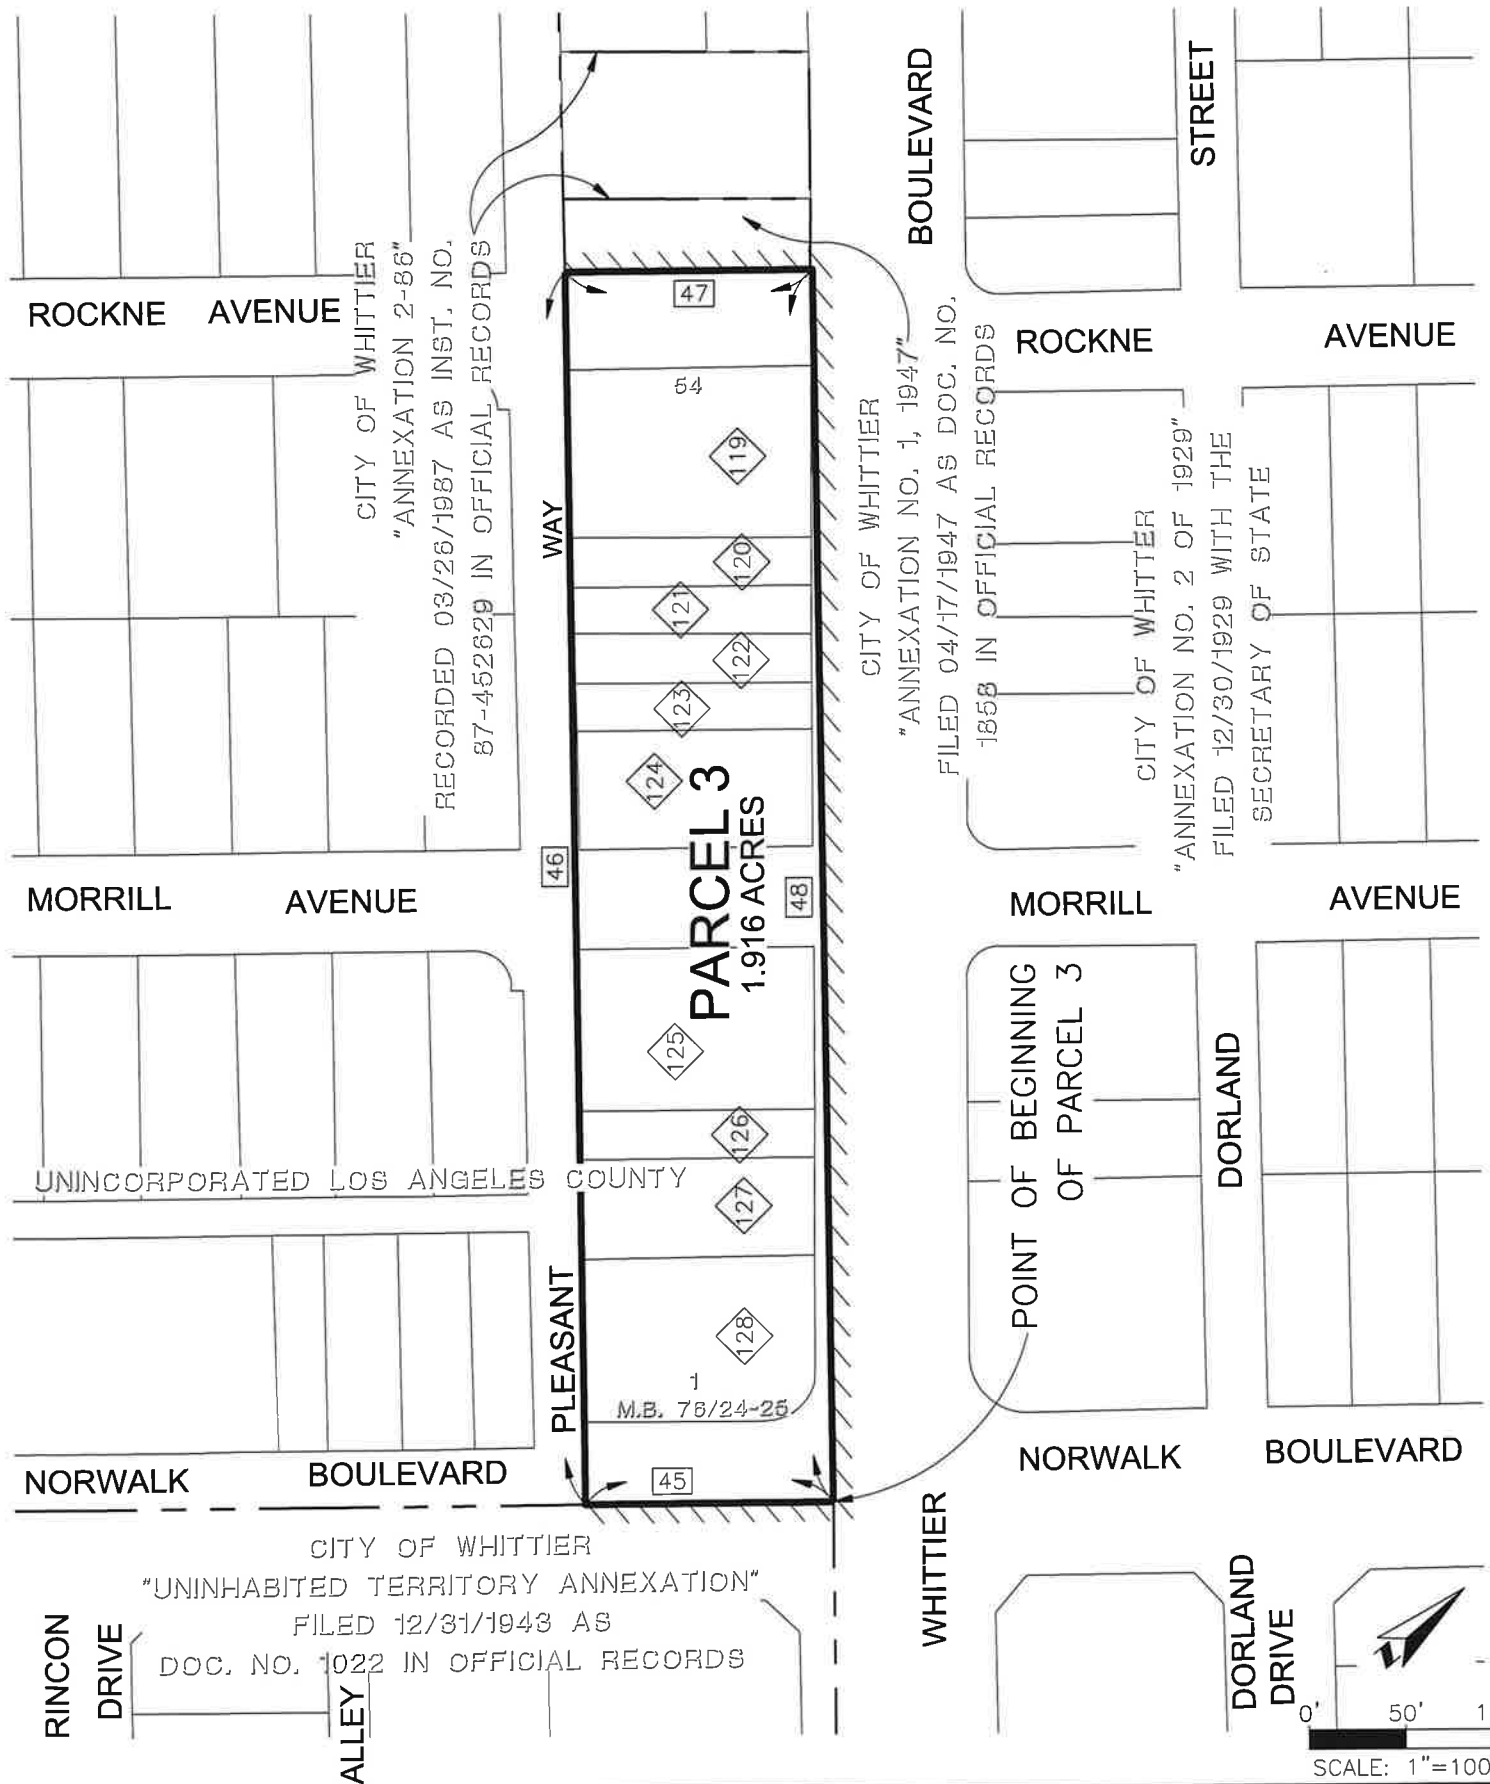 BOULEVARD
STREET
CITY OF WHITTIER
"ANNEXATION 2-86"
RECORDED 03/26/1987 AS INST. NO.
87-452629 IN OFFICIAL RECORDS
ROCKNE AVENUE
47
ROCKNE AVENUE
54
119
WAY
120
121
122
123
124
CITY OF WHITTIER
"ANNEXATION NO. 1, 1947"
FILED 04/17/1947 AS DOC. NO.
1858 IN OFFICIAL RECORDS
CITY OF WHITTER
"ANNEXATION NO. 2 OF 1929"
FILED 12/30/1929 WITH THE
SECRETARY OF STATE
PARCEL 3
1.916 ACRES
46
48
MORRILL AVENUE
MORRILL AVENUE
125
126
127
128
POINT OF BEGINNING
OF PARCEL 3
DORLAND
UNINCORPORATED LOS ANGELES COUNTY
PLEASANT
1
M.B. 76/24-25
NORWALK BOULEVARD
45
NORWALK BOULEVARD
WHITTIER
CITY OF WHITTIER
"UNINHABITED TERRITORY ANNEXATION"
FILED 12/31/1943 AS
DOC. NO. 1022 IN OFFICIAL RECORDS
RINCON
DRIVE
ALLEY
DORLAND
DRIVE
0' 50' 1
SCALE: 1"=100